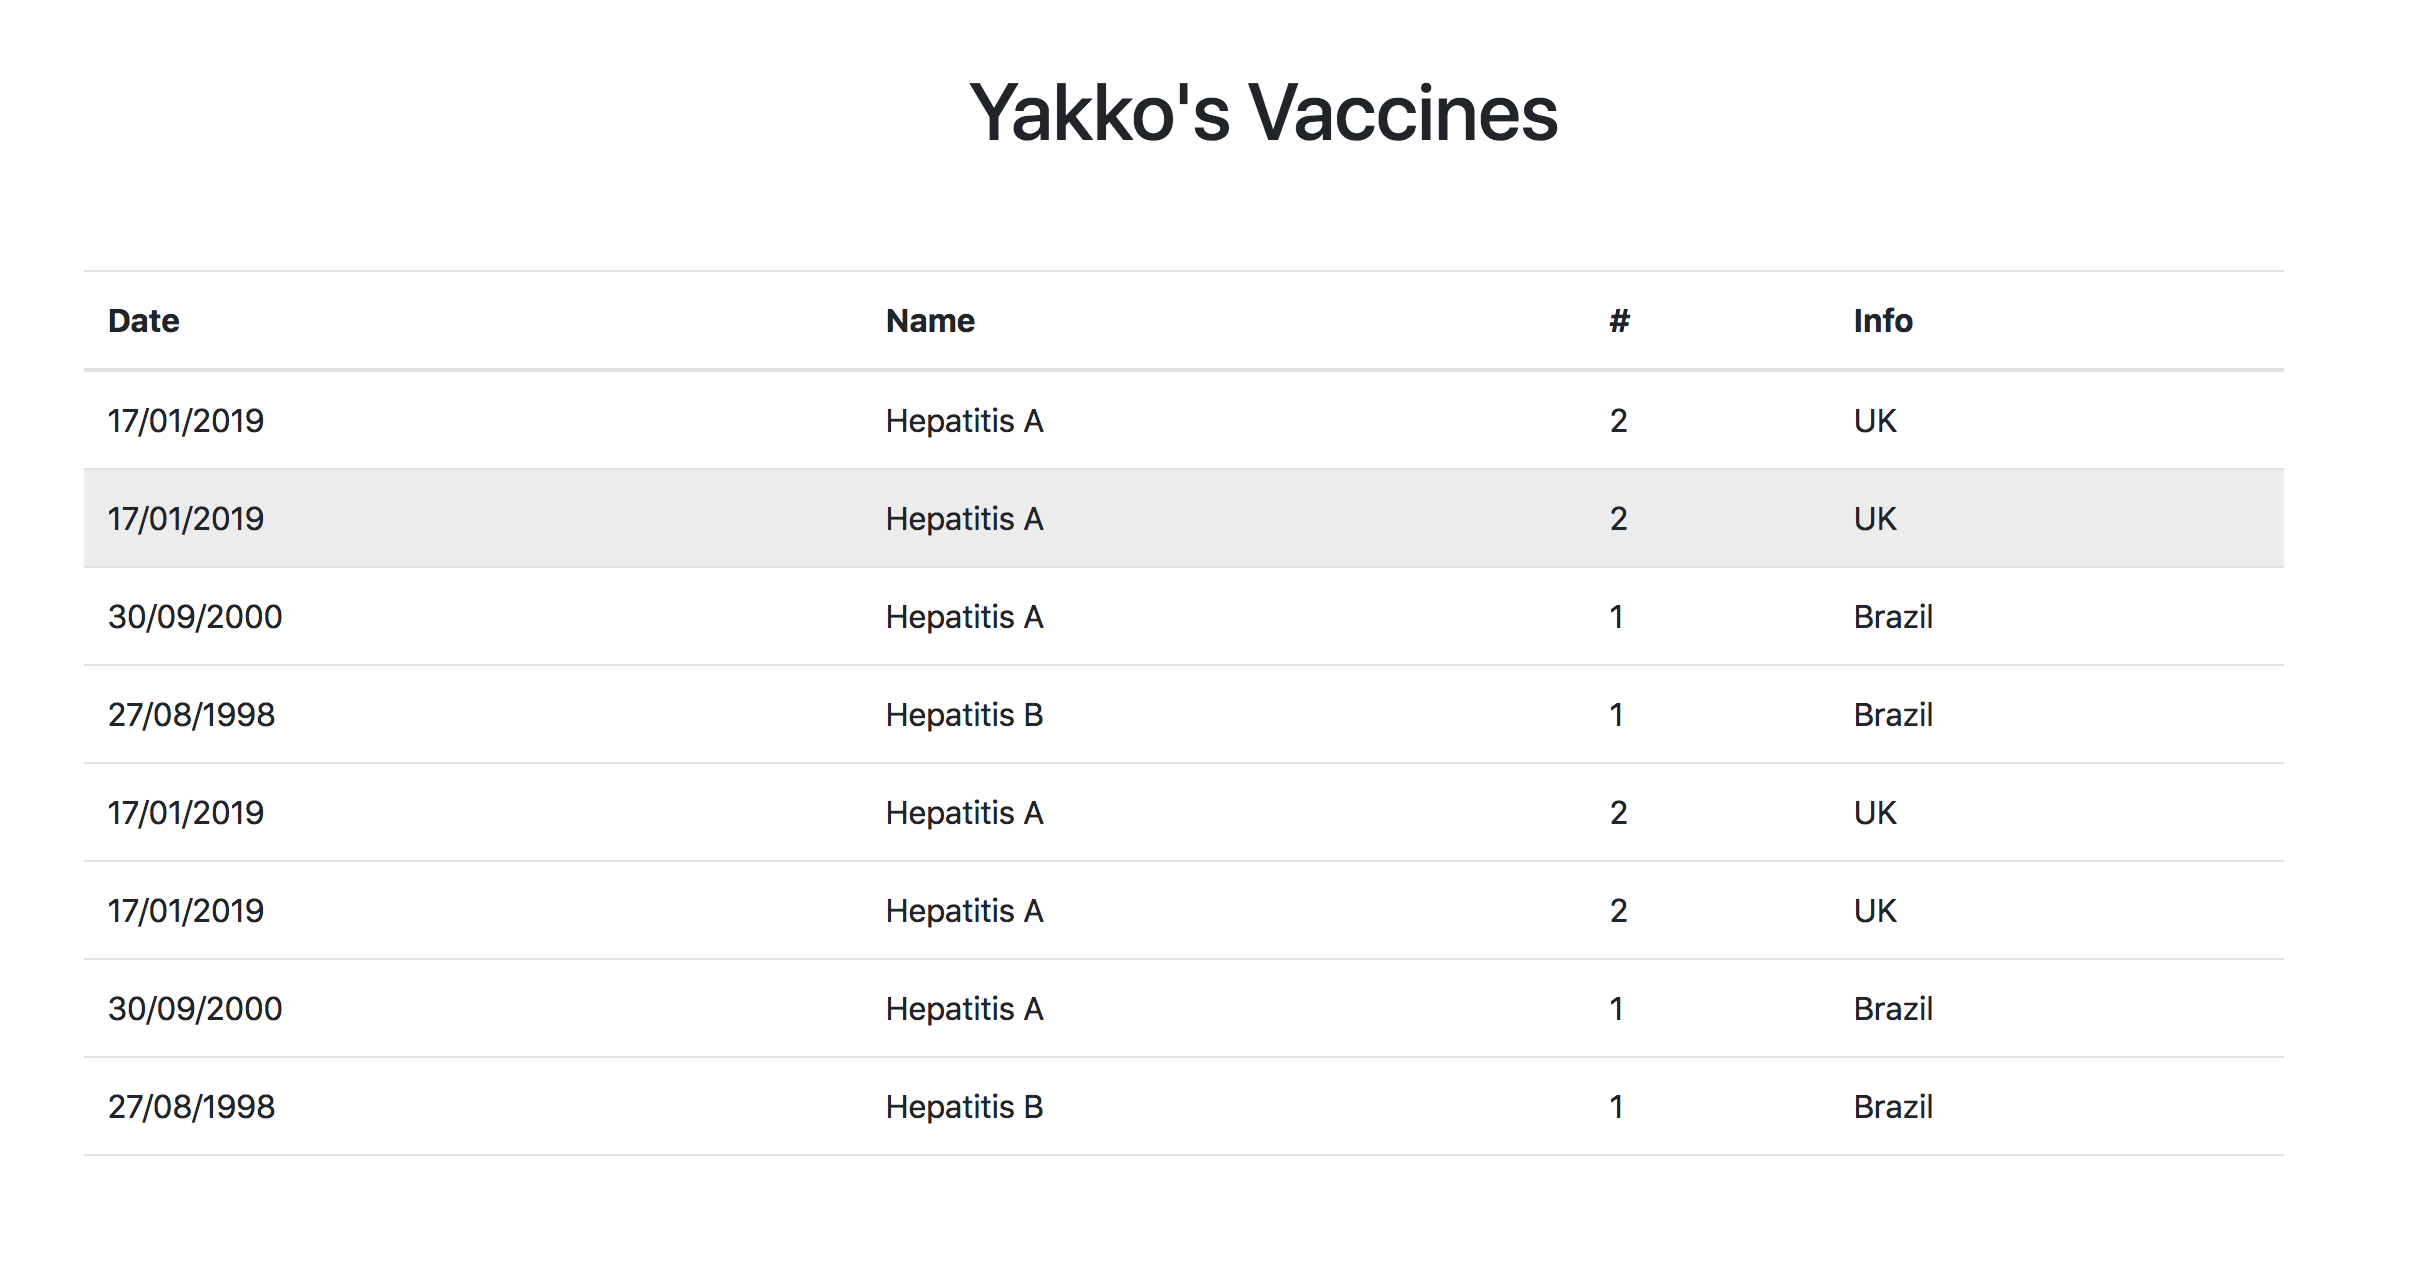 Yakko's Vaccines
Date Name # Info
17/01/2019 Hepatitis A 2 UK
17/01/2019 Hepatitis A 2 UK
30/09/2000 Hepatitis A 1 Brazil
27/08/1998 Hepatitis B 1 Brazil
17/01/2019 Hepatitis A 2 UK
17/01/2019 Hepatitis A 2 UK
30/09/2000 Hepatitis A 1 Brazil
27/08/1998 Hepatitis B 1 Brazil